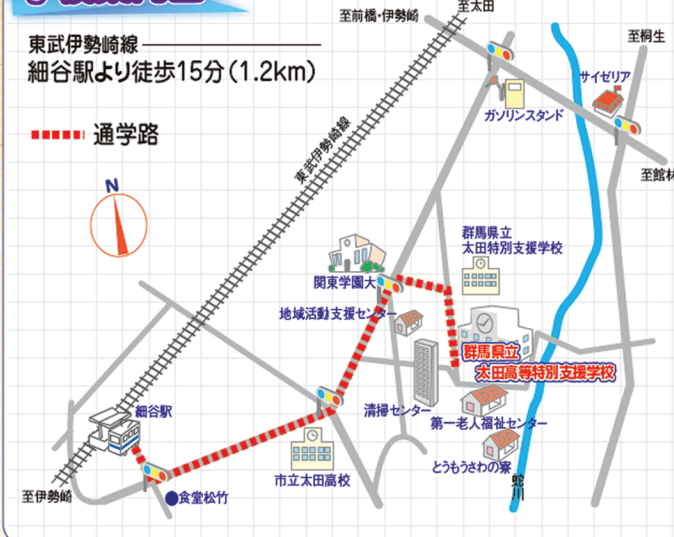 東武伊勢崎線
細谷駅より徒歩15分(1.2km)
通学路
N
至前橋・伊勢崎
至太田
至桐生
サイゼリア
ガソリンスタンド
至館林
東武伊勢崎線
群馬県立
太田特別支援学校
関東学園大
地域活動支援センター
群馬県立
太田高等特別支援学校
細谷駅
清掃センター
第一老人福祉センター
市立太田高校
とうもうさわの寮
至伊勢崎
食堂松竹
蛇川